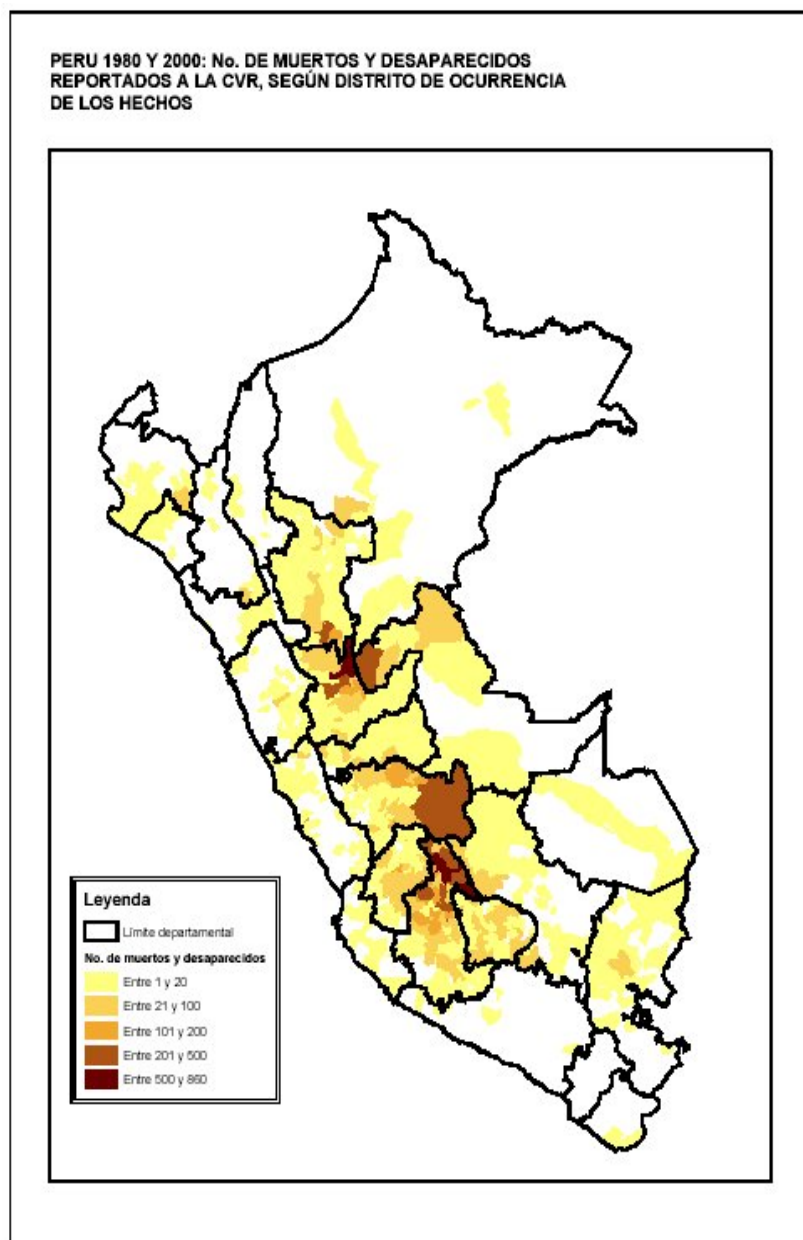 PERU 1980 Y 2000: No. DE MUERTOS Y DESAPARECIDOS
REPORTADOS A LA CVR, SEGÚN DISTRITO DE OCURRENCIA
DE LOS HECHOS
Leyenda
Límite departamental
No. de muertos y desaparecidos
Entre 1 y 20
Entre 21 y 100
Entre 101 y 200
Entre 201 y 500
Entre 500 y 860